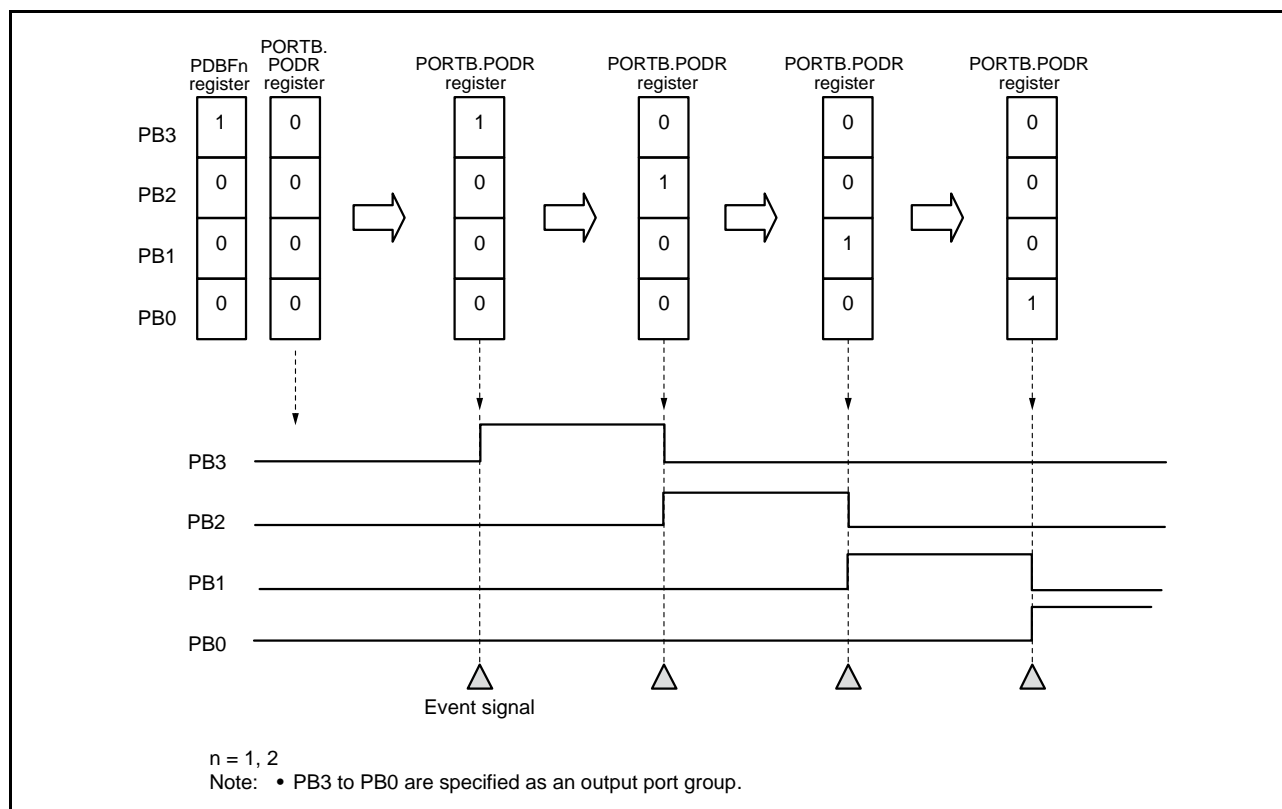 PDBFn register
PORTB. PODR register
PORTB.PODR register
PORTB.PODR register
PORTB.PODR register
PORTB.PODR register
PB3 1 0 1 0 0 0
PB2 0 0 0 1 0 0
PB1 0 0 0 0 1 0
PB0 0 0 0 0 0 1
PB3
PB2
PB1
PB0
Event signal
n = 1, 2
Note: • PB3 to PB0 are specified as an output port group.